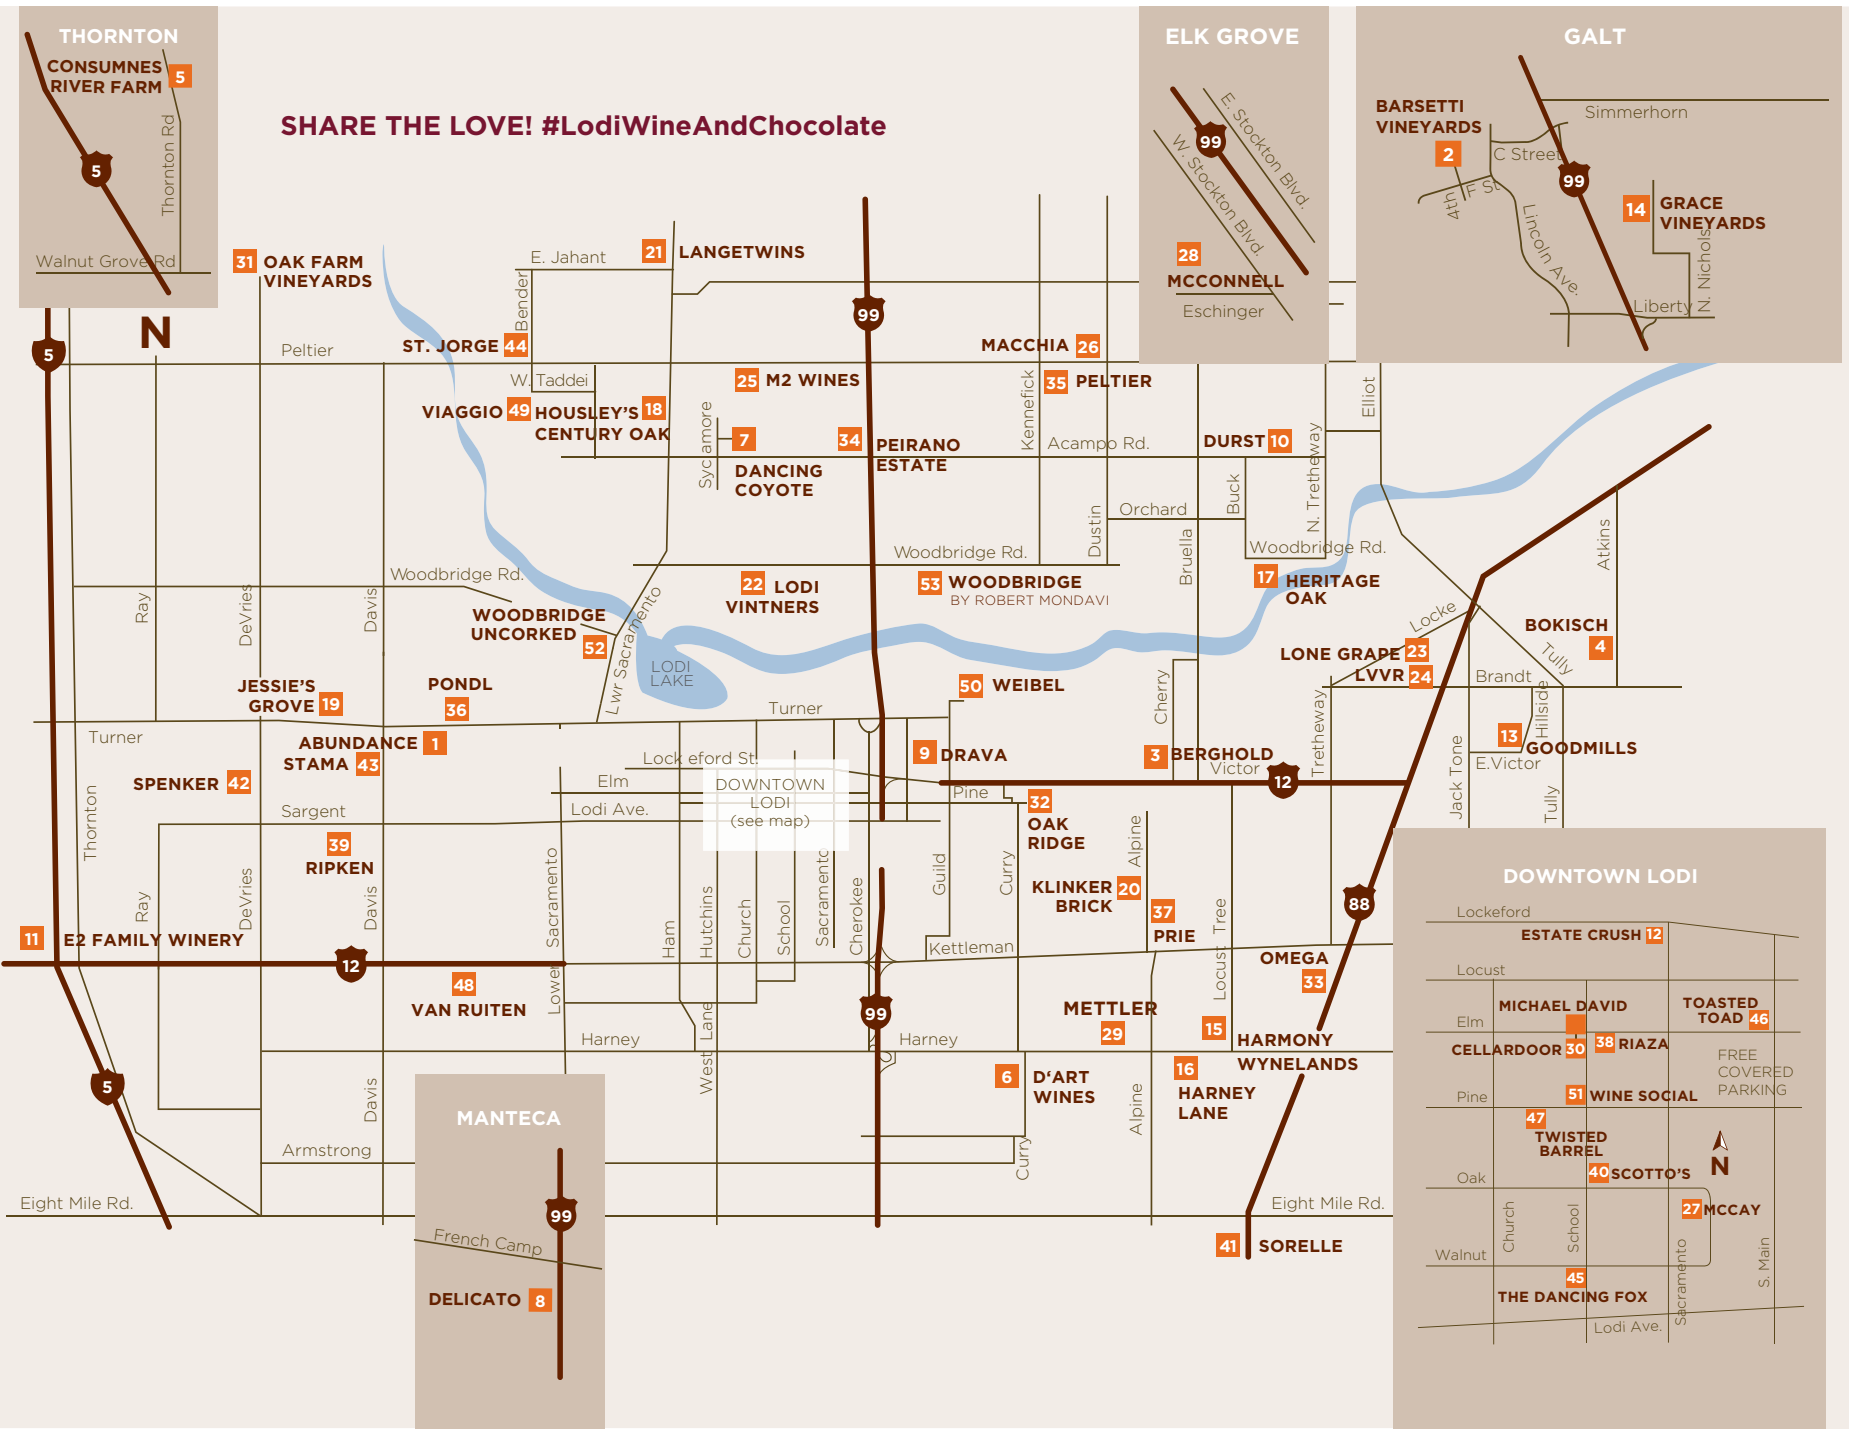 THORNTON
CONSUMNES
RIVER FARM
5
Thornton Rd
5
Walnut Grove Rd
SHARE THE LOVE! #LodiWineAndChocolate
ELK GROVE
E. Stockton Blvd.
99
W. Stockton Blvd.
28
MCCONNELL
Eschinger
GALT
BARSETTI
VINEYARDS
2
Simmerhorn
C Street
99
F St
4th
Lincoln Ave.
14
GRACE
VINEYARDS
N. Nichols
Liberty
31
OAK FARM
VINEYARDS
N
5
Peltier
E. Jahant
21
LANGETWINS
Bender
ST. JORGE
44
99
MACCHIA
26
W. Taddei
25
M2 WINES
35
PELTIER
VIAGGIO
49
HOUSLEY'S
18
CENTURY OAK
Sycamore
7
DANCING
COYOTE
34
PEIRANO
ESTATE
Kennefick
Acampo Rd.
DURST
10
N. Tretheway
Elliot
Buck
Orchard
Dustin
Bruella
Woodbridge Rd.
Woodbridge Rd.
Woodbridge Rd.
Atkins
Ray
DeVries
Davis
WOODBRIDGE
UNCORKED
52
Lwr Sacramento
22
LODI
VINTNERS
53
WOODBRIDGE
BY ROBERT MONDAVI
17
HERITAGE
OAK
Locke
BOKISCH
4
LONE GRAPE
23
LVVR
24
Tully
Brandt
LODI
LAKE
JESSIE'S
GROVE
19
PONDL
36
50
WEIBEL
Cherry
Tretheway
Hillside
Turner
Turner
ABUNDANCE
1
STAMA
43
SPENKER
42
Lockeford St.
9
DRAVA
3
BERGHOLD
Victor
12
13
GOODMILLS
E.Victor
Jack Tone
Tully
Elm
DOWNTOWN
LODI
(see map)
Pine
Lodi Ave.
Sargent
Thornton
39
RIPKEN
32
OAK
RIDGE
Alpine
Ray
DeVries
Davis
Lower Sacramento
Ham
Hutchins
Church
School
Sacramento
Cherokee
Guild
Curry
KLINKER
BRICK
20
37
PRIE
Locust Tree
88
11
E2 FAMILY WINERY
12
Kettleman
OMEGA
33
48
VAN RUITEN
99
METTLER
29
15
HARMONY
WYNELANDS
Harney
Harney
West Lane
5
Davis
6
D'ART
WINES
Alpine
16
HARNEY
LANE
Armstrong
Curry
Eight Mile Rd.
Eight Mile Rd.
41
SORELLE
MANTECA
99
French Camp
DELICATO
8
DOWNTOWN LODI
Lockeford
ESTATE CRUSH
12
Locust
MICHAEL DAVID
TOASTED
TOAD
46
Elm
CELLARDOOR
30
38
RIAZA
FREE
COVERED
PARKING
Pine
51
WINE SOCIAL
47
TWISTED
BARREL
N
40
SCOTTO'S
Oak
27
MCCAY
Church
School
Sacramento
S. Main
Walnut
45
THE DANCING FOX
Lodi Ave.